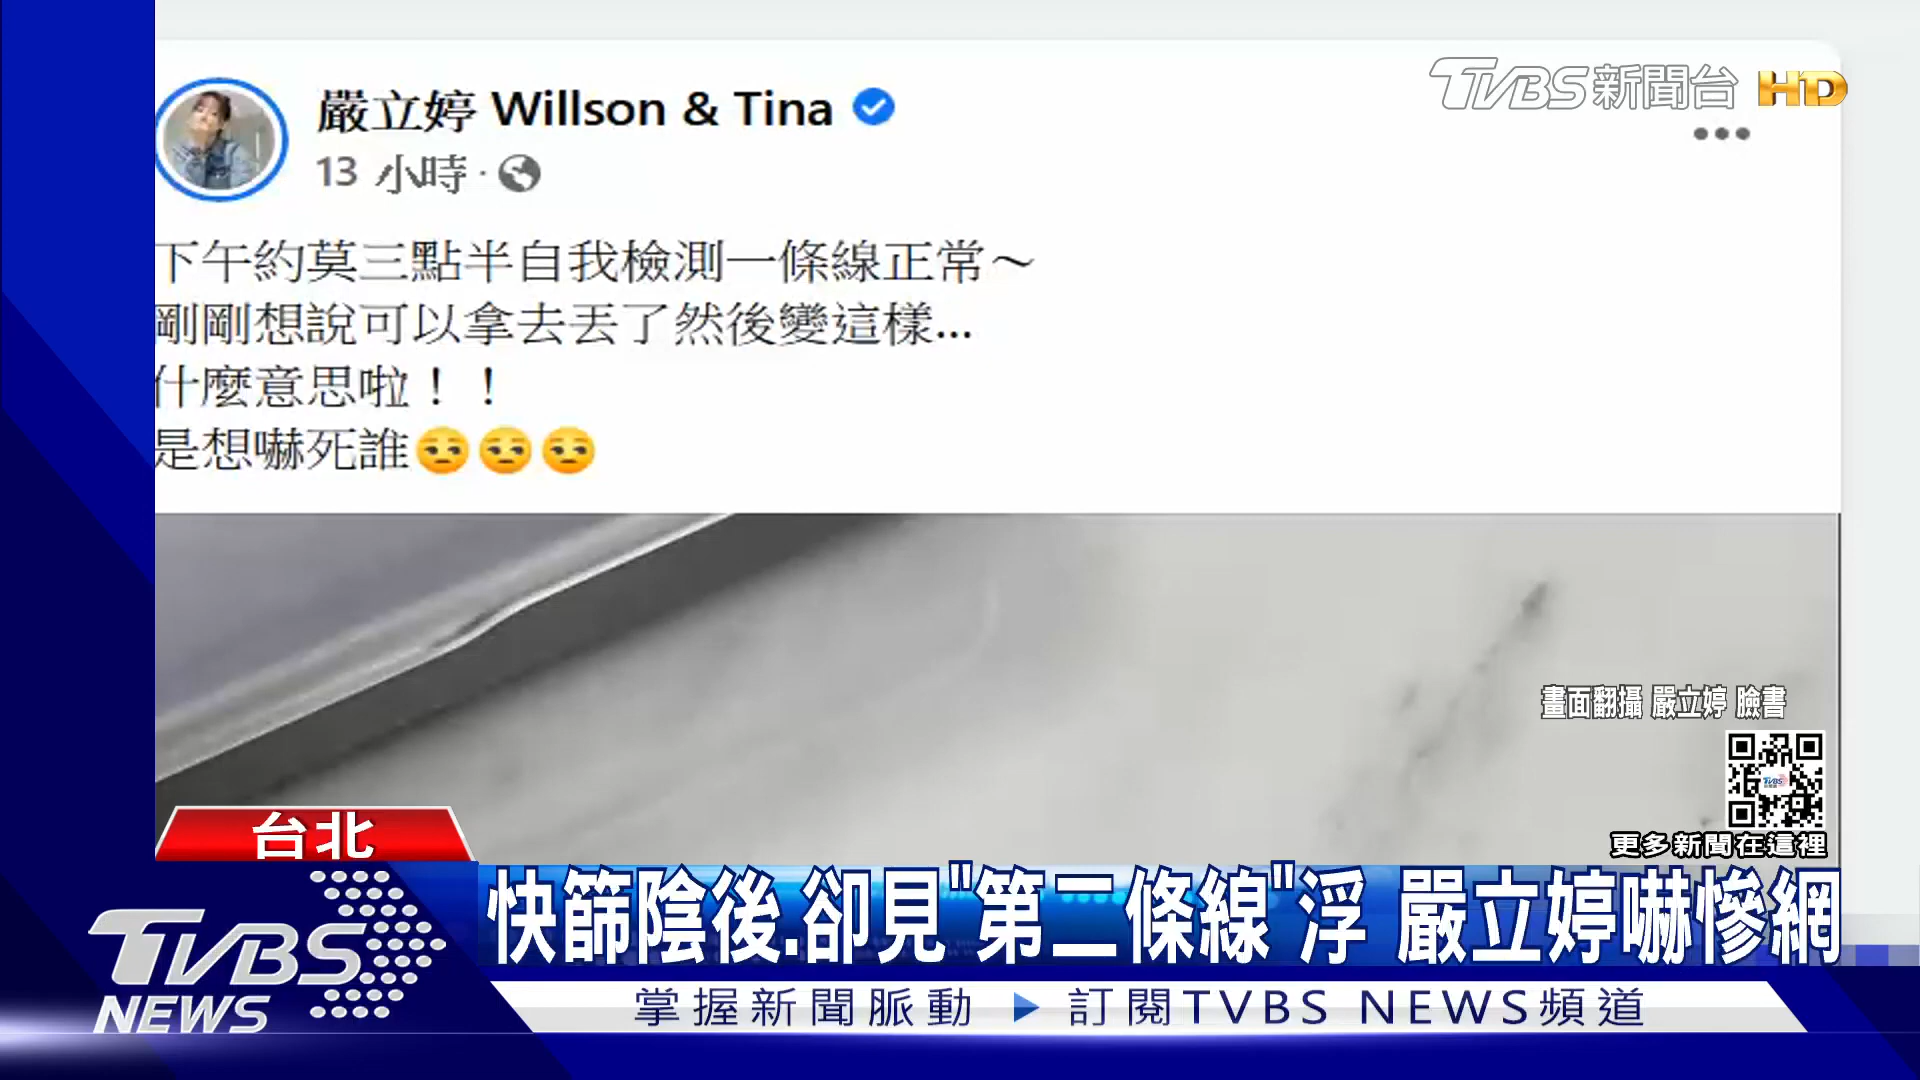 嚴立婷 Willson & Tina
13 小時 ·
TVBS新聞台 HD
下午約莫三點半自我檢測一條線正常～
剛剛想說可以拿去丟了然後變這樣...
什麼意思啦！！
是想嚇死誰😒😒😒
畫面翻攝 嚴立婷 臉書
TVBS
更多新聞在這裡
台北
快篩陰後.卻見"第二條線"浮 嚴立婷嚇慘網
TVBS NEWS
掌握新聞脈動 ▶ 訂閱TVBS NEWS頻道